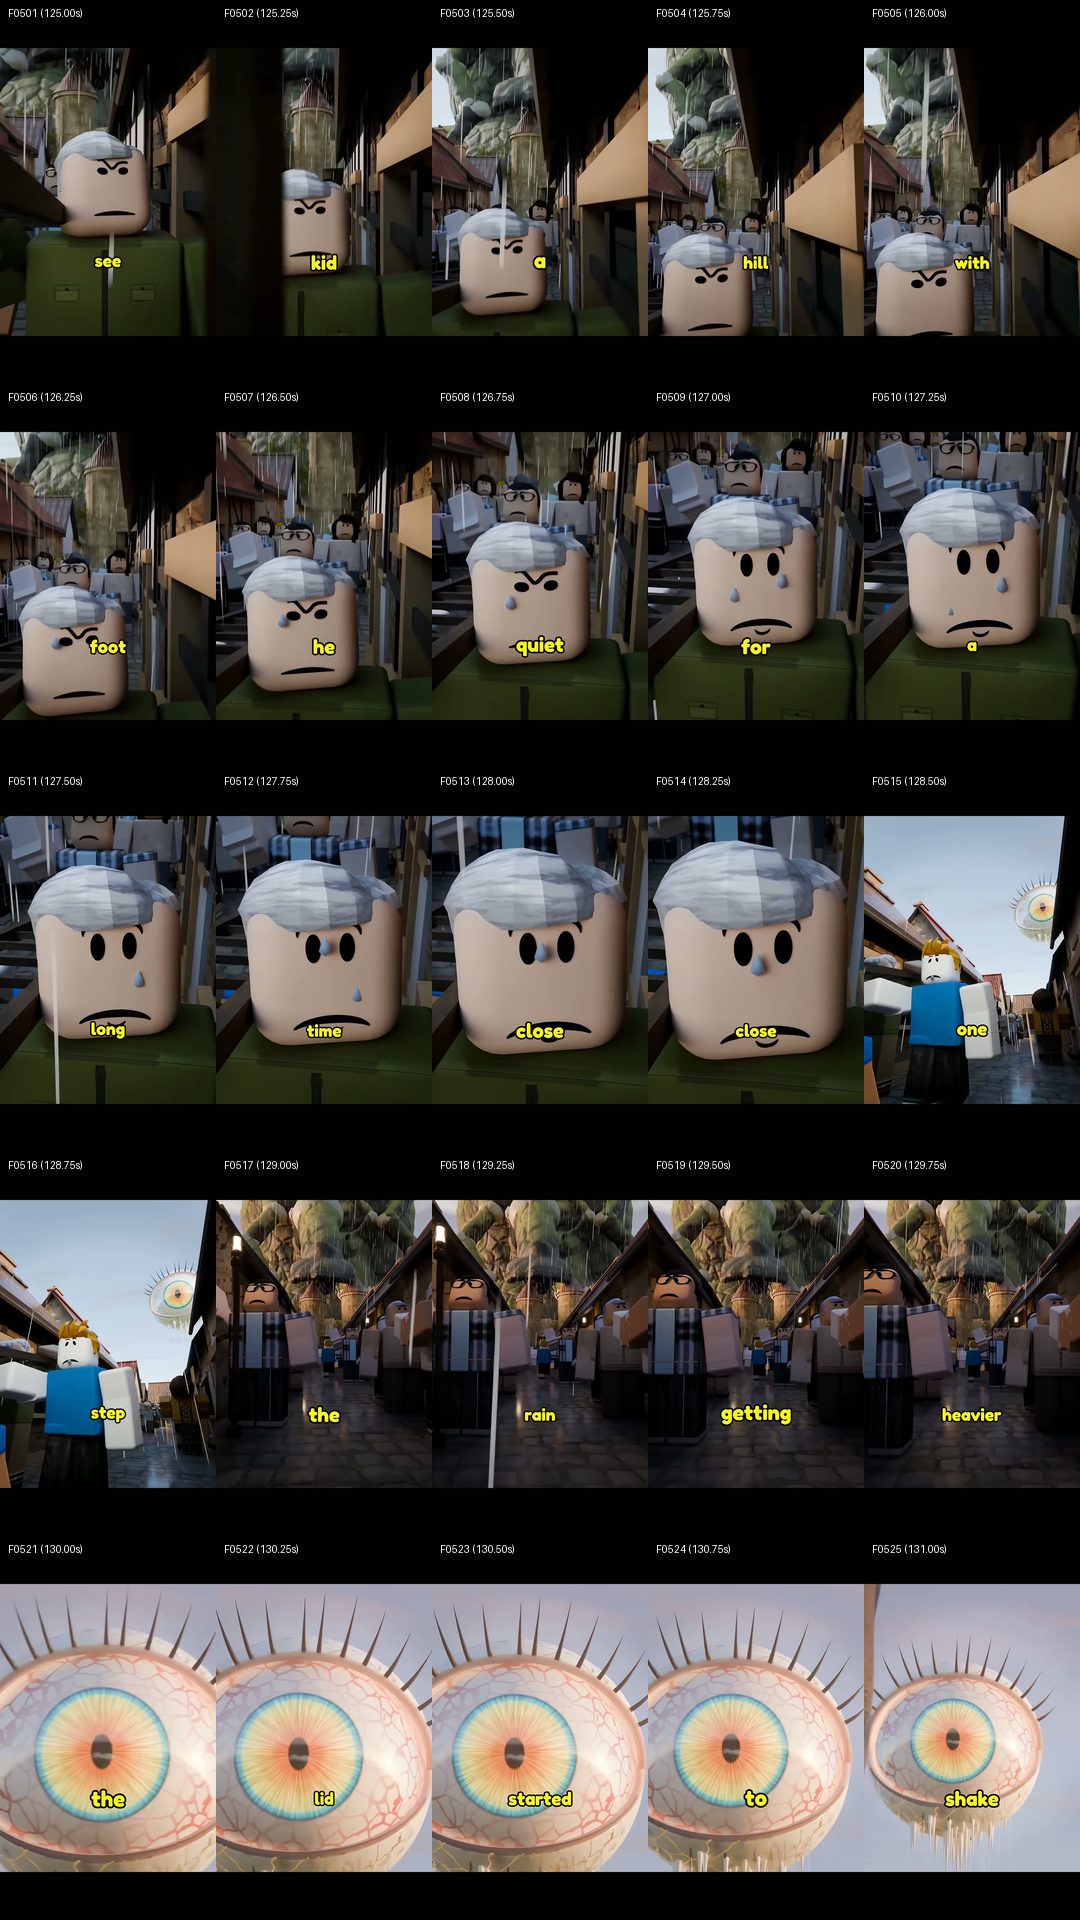 F0501 (125.00s) F0502 (125.25s) F0503 (125.50s) F0504 (125.75s) F0505 (126.00s)
see kid a hill with
F0506 (126.25s) F0507 (126.50s) F0508 (126.75s) F0509 (127.00s) F0510 (127.25s)
foot he quiet for a
F0511 (127.50s) F0512 (127.75s) F0513 (128.00s) F0514 (128.25s) F0515 (128.50s)
long time close close one
F0516 (128.75s) F0517 (129.00s) F0518 (129.25s) F0519 (129.50s) F0520 (129.75s)
step the rain getting heavier
F0521 (130.00s) F0522 (130.25s) F0523 (130.50s) F0524 (130.75s) F0525 (131.00s)
the lid started to shake